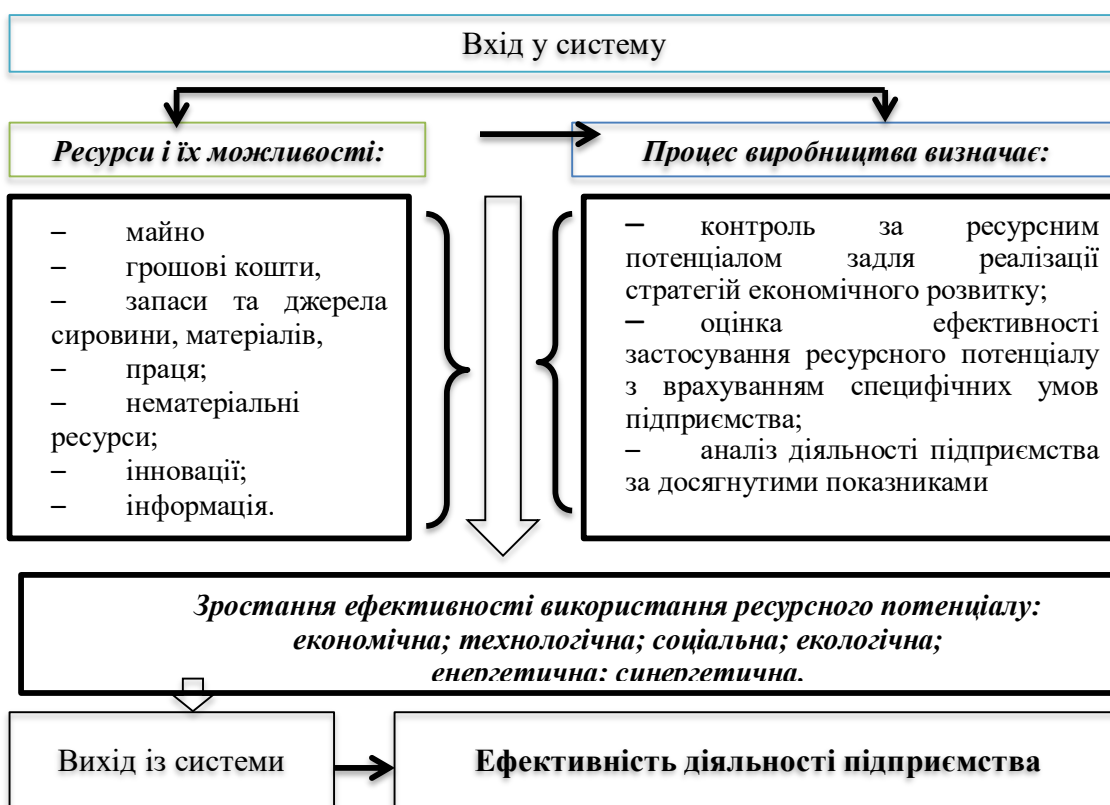 Вхід у систему
Ресурси і їх можливості:
Процес виробництва визначає:
– майно
– грошові кошти,
– запаси та джерела
сировини, матеріалів,
– праця;
– нематеріальні
ресурси;
– інновації;
– інформація.
– контроль за ресурсним
потенціалом задля реалізації
стратегій економічного розвитку;
– оцінка ефективності
застосування ресурсного потенціалу
з врахуванням специфічних умов
підприємства;
– аналіз діяльності підприємства
за досягнутими показниками
Зростання ефективності використання ресурсного потенціалу:
економічна; технологічна; соціальна; екологічна;
енергетична; синергетична.
Вихід із системи
Ефективність діяльності підприємства